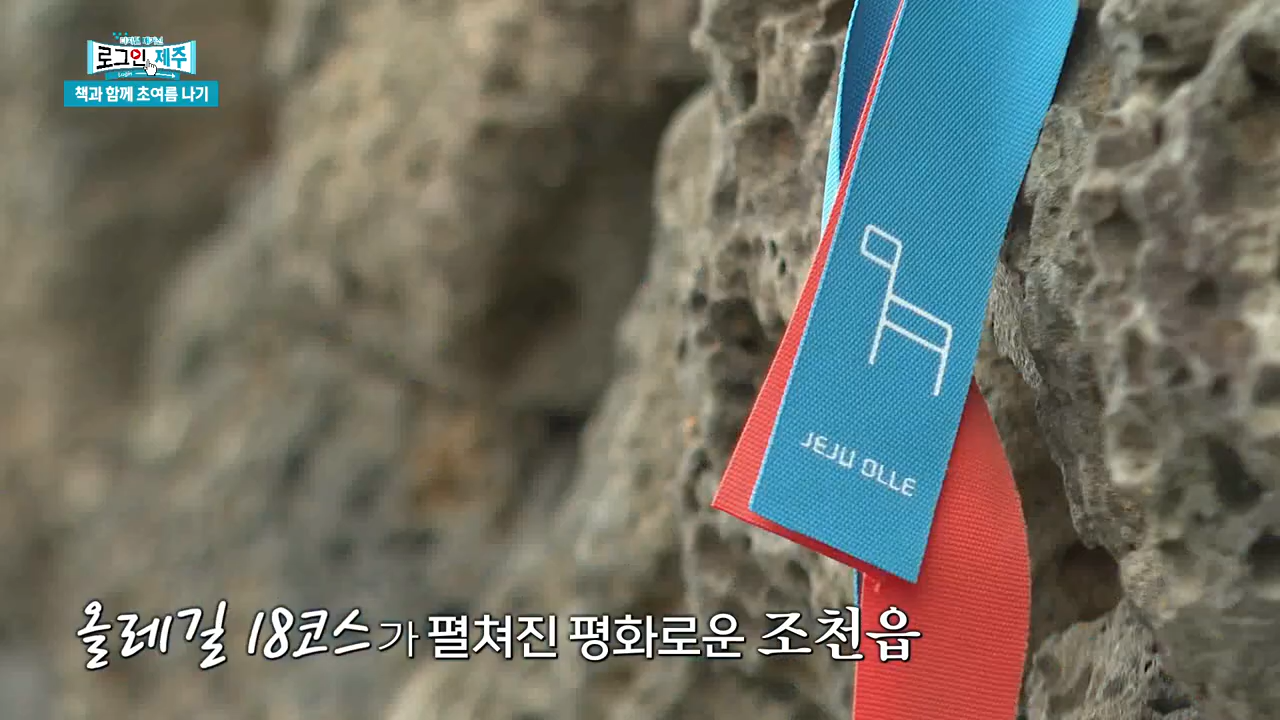 로그인 제주
Login
책과 함께 초여름 나기
JEJU OLLE
올레길 18코스가 펼쳐진 평화로운 조천읍